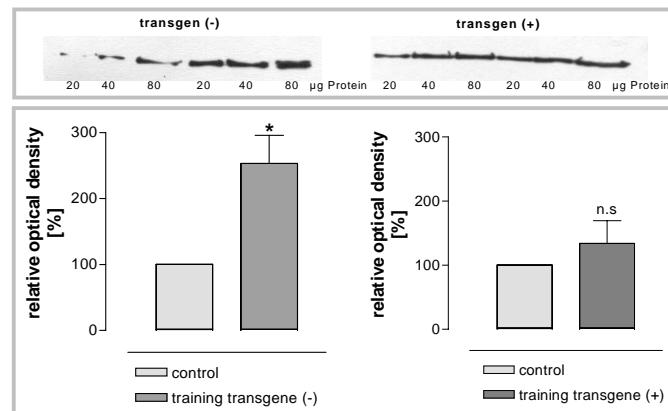 transgen (-)
transgen (+)
20 40 80 20 40 80 µg Protein
20 40 80 20 40 80 µg Protein
relative optical density
[%]
300
200
100
0
*
control
training transgene (-)
relative optical density
[%]
300
200
100
0
n.s
control
training transgene (+)